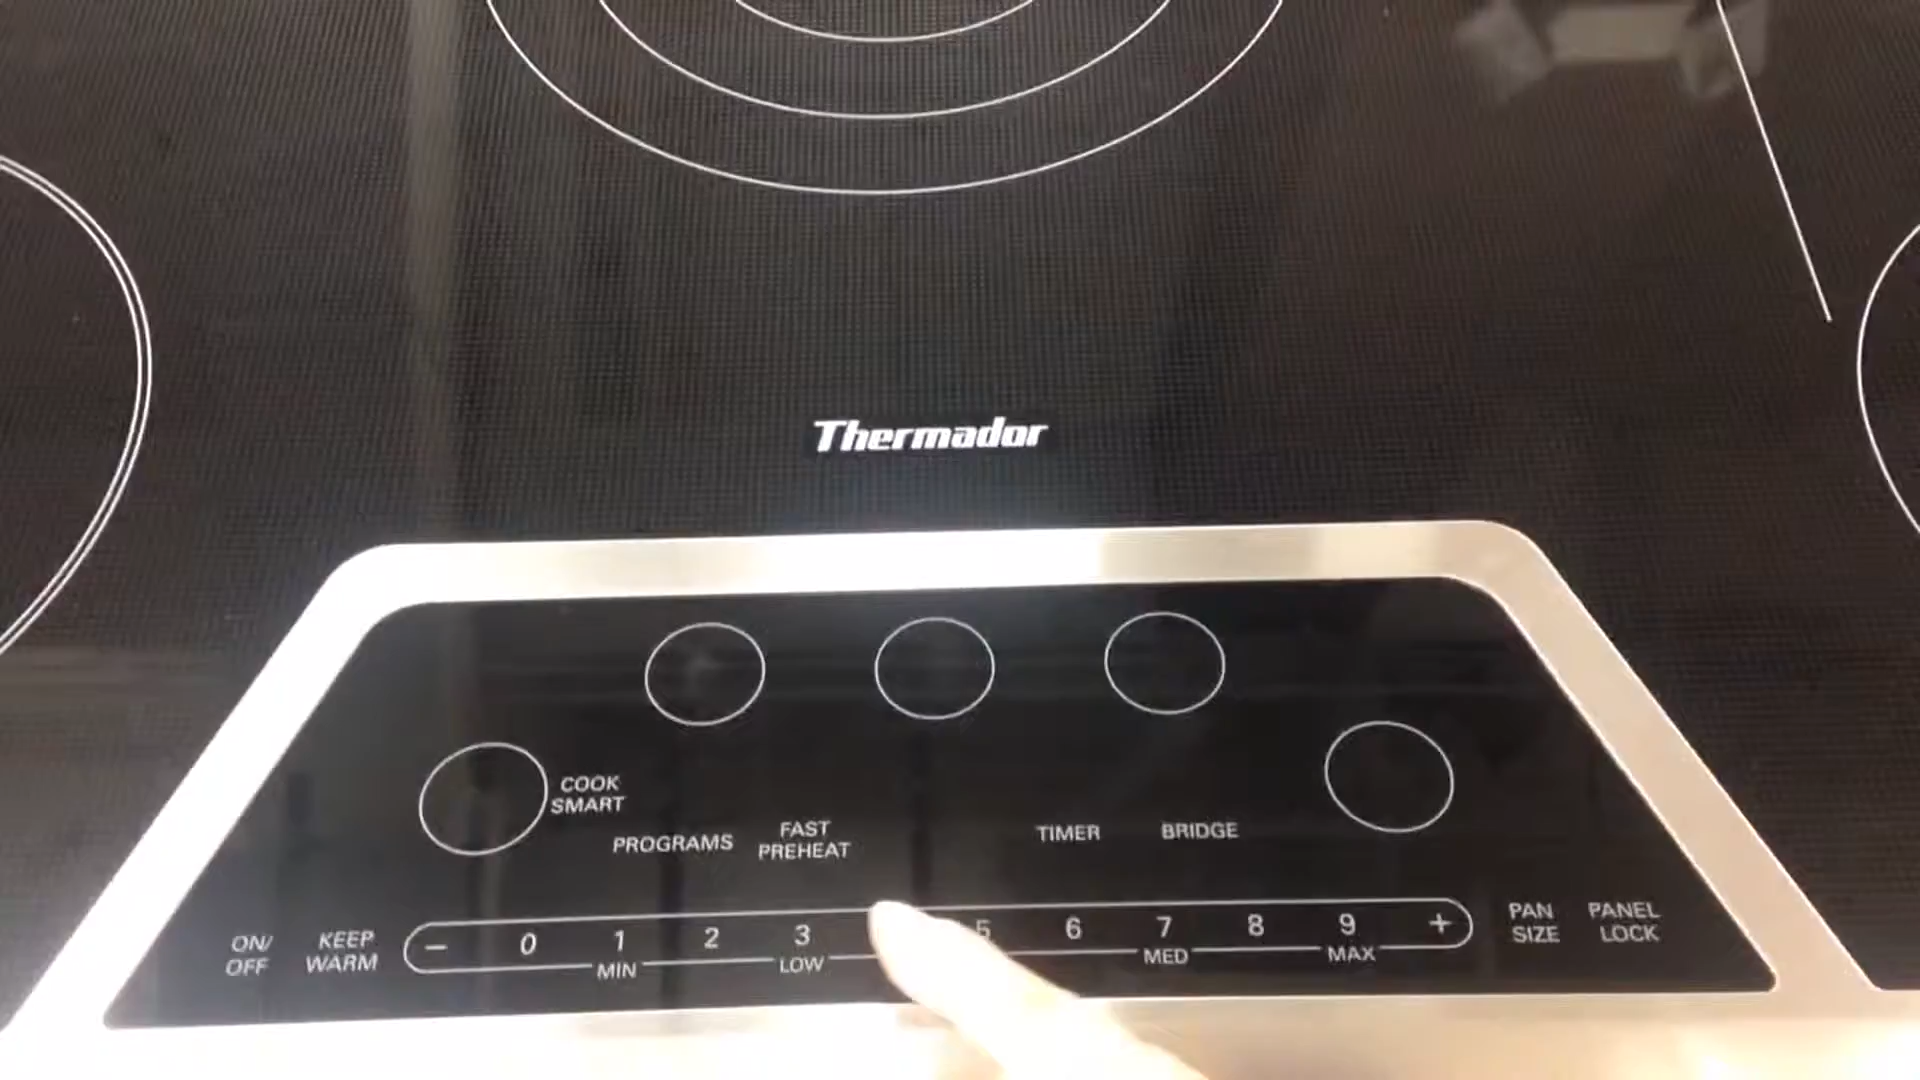 Thermador
COOK
SMART
PROGRAMS
FAST
PREHEAT
TIMER
BRIDGE
ON/
OFF
KEEP
WARM
− 0 1 2 3 5 6 7 8 9 +
MIN LOW MED MAX
PAN
SIZE
PANEL
LOCK